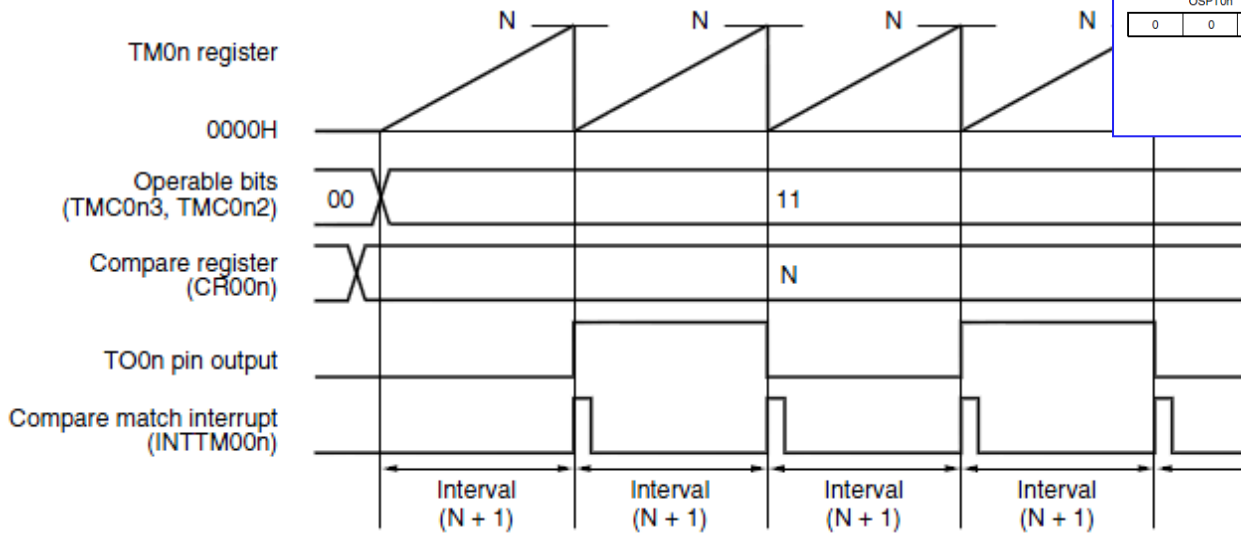 N N N N
OSPT0n
0 0
TM0n register
0000H
Operable bits
(TMC0n3, TMC0n2)
00 11
Compare register
(CR00n)
N
TO0n pin output
Compare match interrupt
(INTTM00n)
Interval Interval Interval Interval
(N + 1) (N + 1) (N + 1) (N + 1)